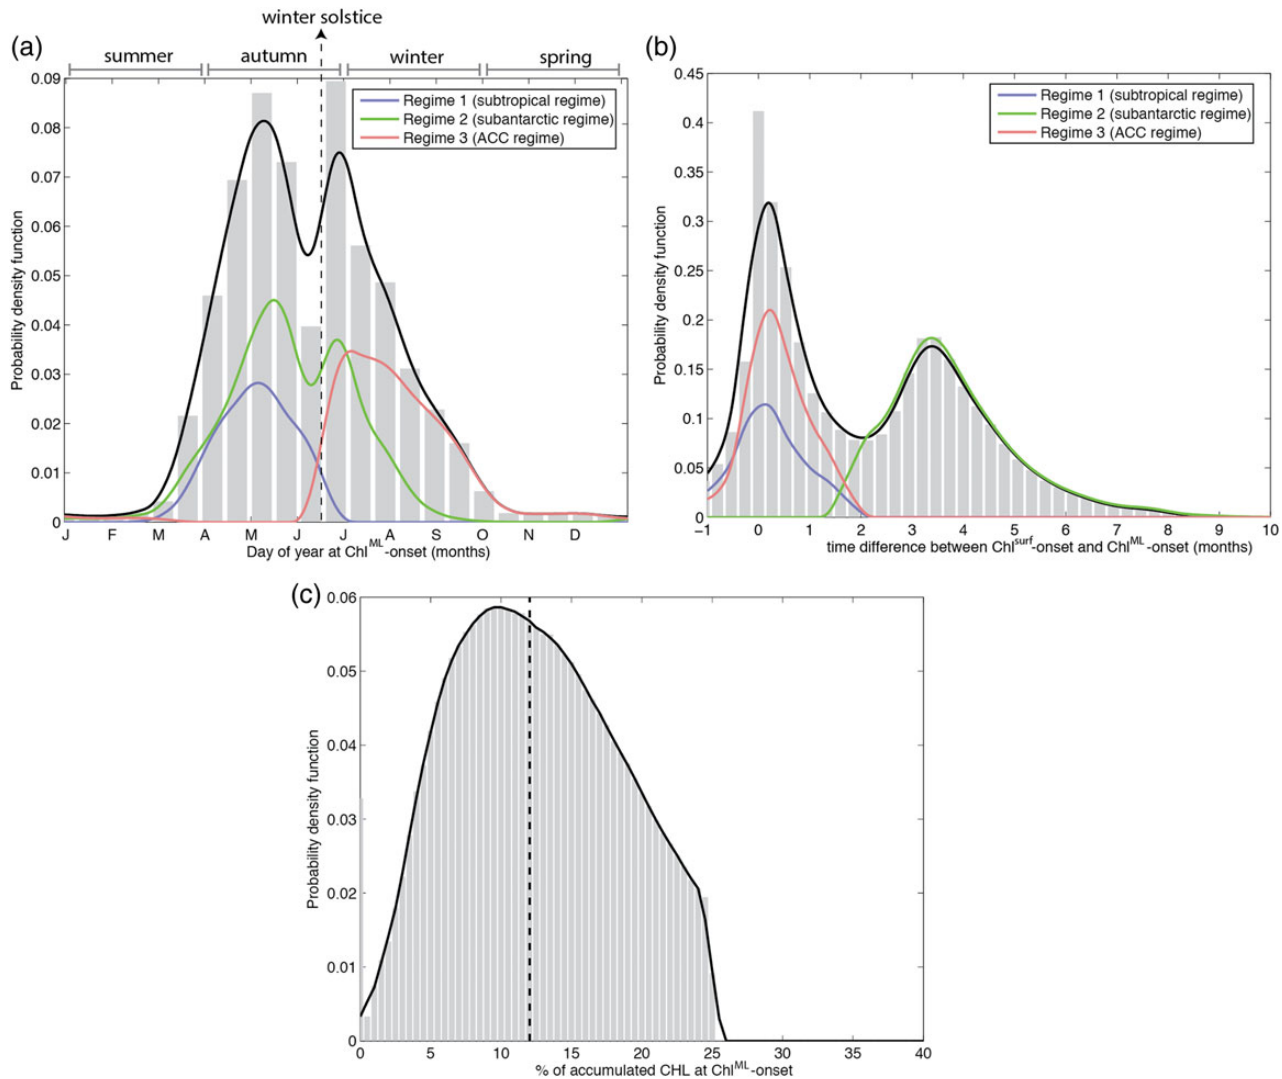 winter solstice
(a)
summer
autumn
winter
spring
0.09
0.08
0.07
0.06
0.05
0.04
0.03
0.02
0.01
0
Probability density function
Regime 1 (subtropical regime)
Regime 2 (subantarctic regime)
Regime 3 (ACC regime)
J F M A M J J A S O N D
Day of year at Chl^ML-onset (months)
(b)
0.45
0.4
0.35
0.3
0.25
0.2
0.15
0.1
0.05
0
Probability density function
Regime 1 (subtropical regime)
Regime 2 (subantarctic regime)
Regime 3 (ACC regime)
−1 0 1 2 3 4 5 6 7 8 9 10
time difference between Chl^surf-onset and Chl^ML-onset (months)
(c)
0.06
0.05
0.04
0.03
0.02
0.01
0
Probability density function
0 5 10 15 20 25 30 35 40
% of accumulated CHL at Chl^ML-onset